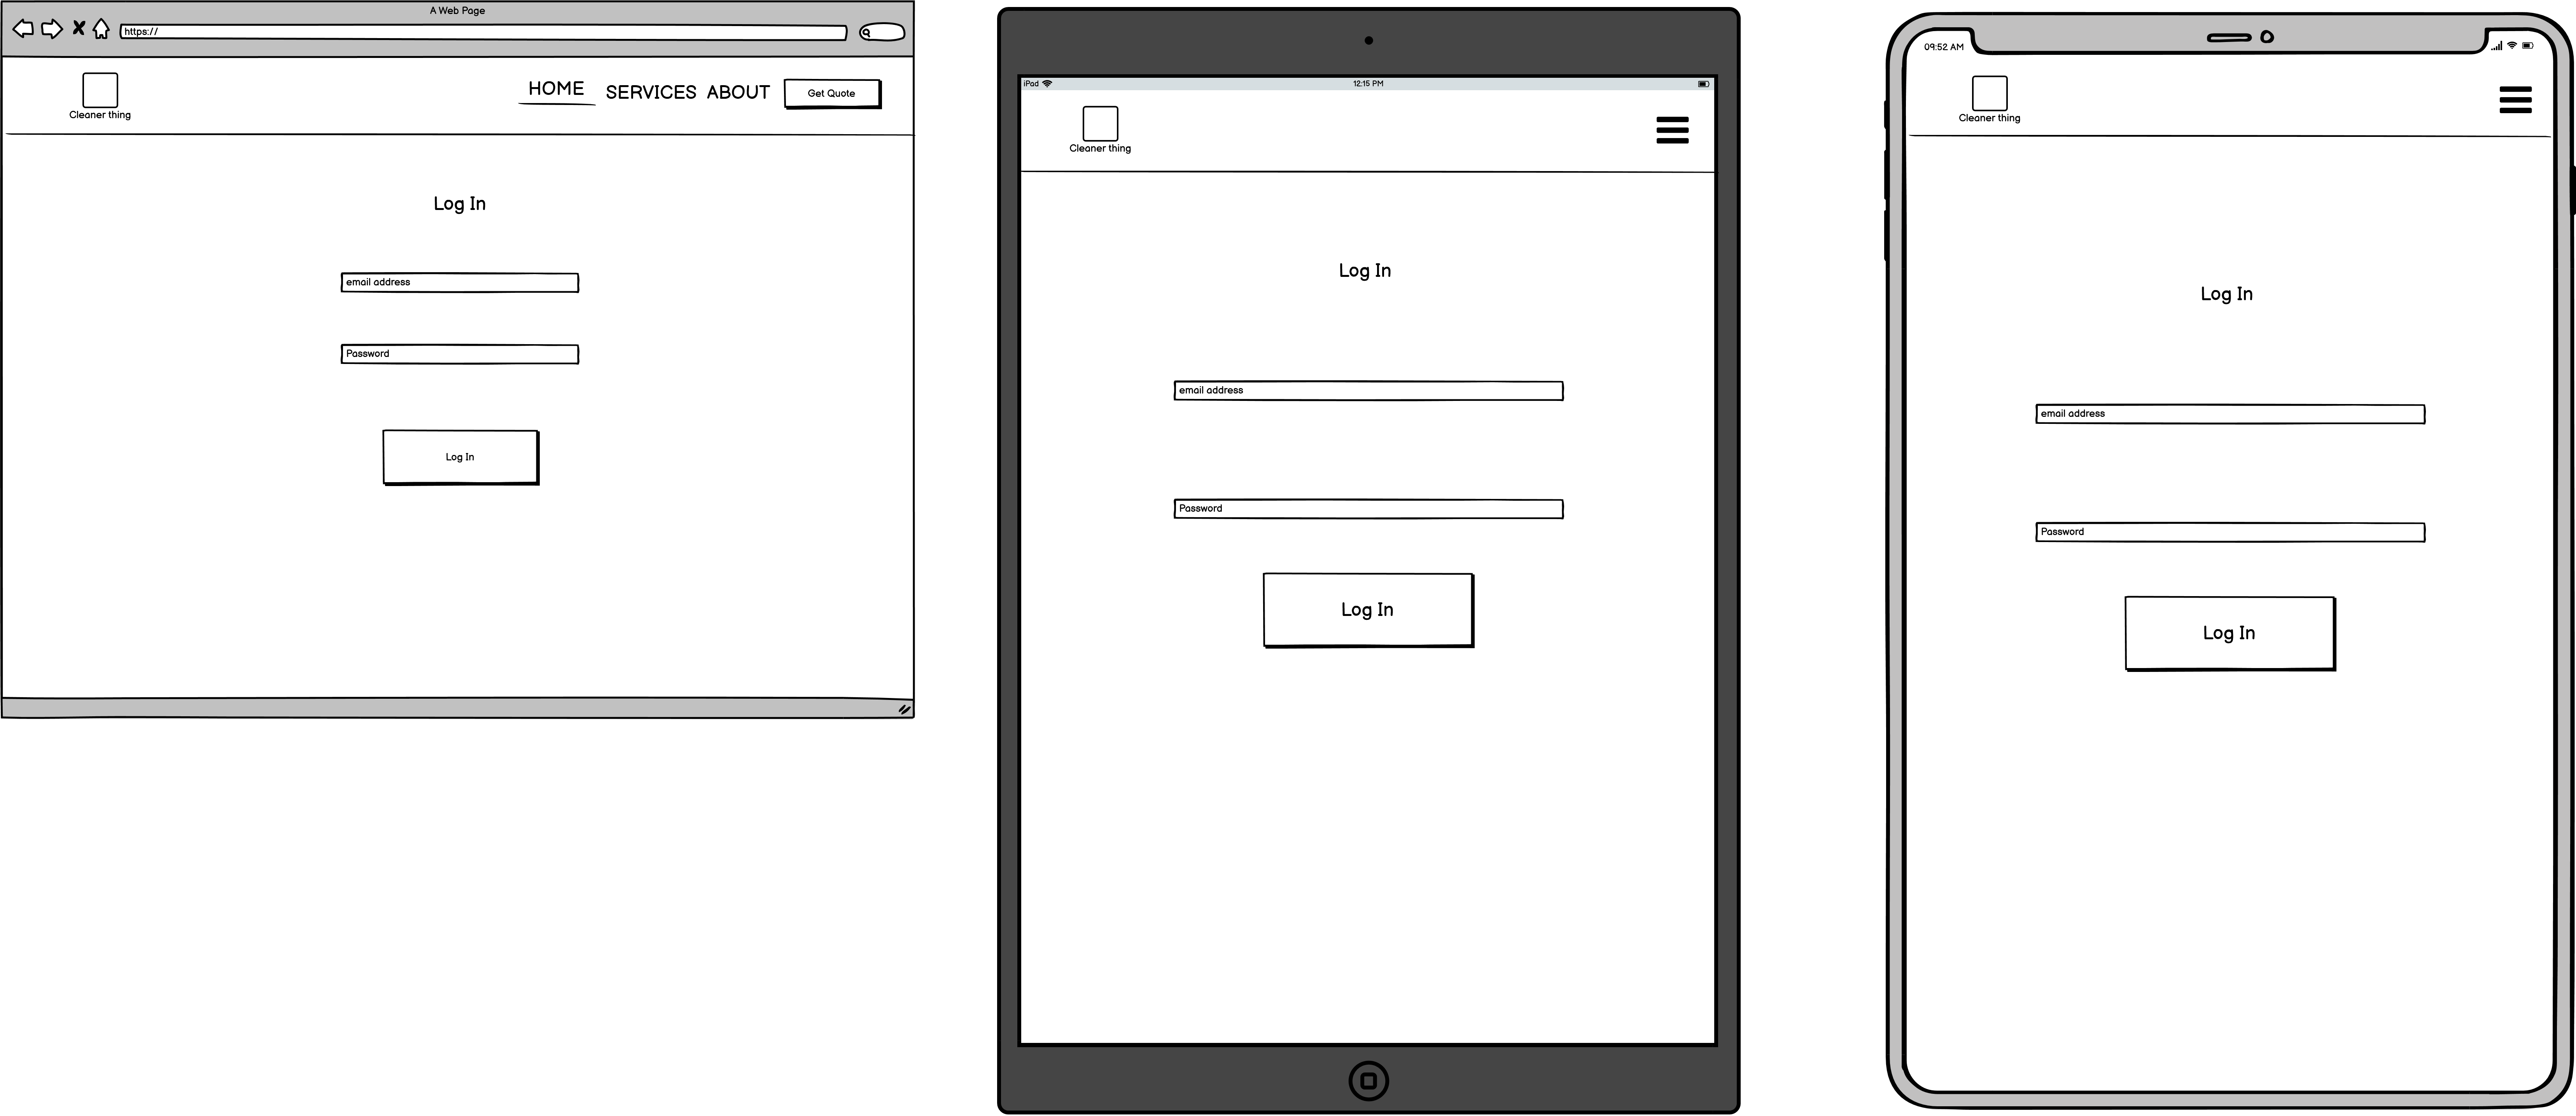 A Web Page
https://
HOME SERVICES ABOUT Get Quote
Cleaner thing
Log In
email address
Password
Log In
iPad 12:15 PM
Cleaner thing
Log In
email address
Password
Log In
09:52 AM
Cleaner thing
Log In
email address
Password
Log In